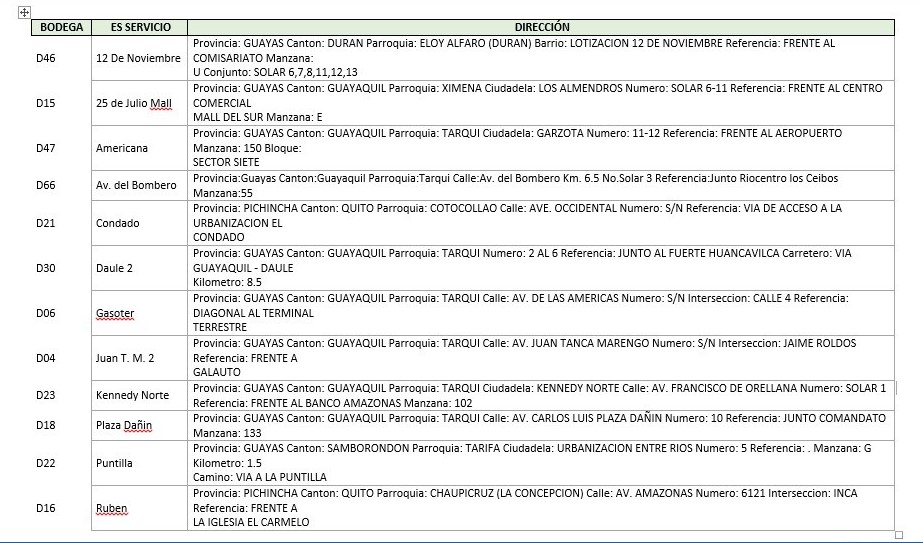 BODEGA ES SERVICIO DIRECCIÓN
D46 12 De Noviembre Provincia: GUAYAS Canton: DURAN Parroquia: ELOY ALFARO (DURAN) Barrio: LOTIZACION 12 DE NOVIEMBRE Referencia: FRENTE AL
COMISARIATO Manzana:
U Conjunto: SOLAR 6,7,8,11,12,13
D15 25 de Julio Mall Provincia: GUAYAS Canton: GUAYAQUIL Parroquia: XIMENA Ciudadela: LOS ALMENDROS Numero: SOLAR 6-11 Referencia: FRENTE AL CENTRO
COMERCIAL
MALL DEL SUR Manzana: E
D47 Americana Provincia: GUAYAS Canton: GUAYAQUIL Parroquia: TARQUI Ciudadela: GARZOTA Numero: 11-12 Referencia: FRENTE AL AEROPUERTO
Manzana: 150 Bloque:
SECTOR SIETE
D66 Av. del Bombero Provincia:Guayas Canton:Guayaquil Parroquia:Tarqui Calle:Av. del Bombero Km. 6.5 No.Solar 3 Referencia:Junto Riocentro los Ceibos
Manzana:55
D21 Condado Provincia: PICHINCHA Canton: QUITO Parroquia: COTOCOLLAO Calle: AVE. OCCIDENTAL Numero: S/N Referencia: VIA DE ACCESO A LA
URBANIZACION EL
CONDADO
D30 Daule 2 Provincia: GUAYAS Canton: GUAYAQUIL Parroquia: TARQUI Numero: 2 AL 6 Referencia: JUNTO AL FUERTE HUANCAVILCA Carretero: VIA
GUAYAQUIL - DAULE
Kilometro: 8.5
D06 Gasoter Provincia: GUAYAS Canton: GUAYAQUIL Parroquia: TARQUI Calle: AV. DE LAS AMERICAS Numero: S/N Interseccion: CALLE 4 Referencia:
DIAGONAL AL TERMINAL
TERRESTRE
D04 Juan T. M. 2 Provincia: GUAYAS Canton: GUAYAQUIL Parroquia: TARQUI Calle: AV. JUAN TANCA MARENGO Numero: S/N Interseccion: JAIME ROLDOS
Referencia: FRENTE A
GALAUTO
D23 Kennedy Norte Provincia: GUAYAS Canton: GUAYAQUIL Parroquia: TARQUI Ciudadela: KENNEDY NORTE Calle: AV. FRANCISCO DE ORELLANA Numero: SOLAR 1
Referencia: FRENTE AL BANCO AMAZONAS Manzana: 102
D18 Plaza Dañin Provincia: GUAYAS Canton: GUAYAQUIL Parroquia: TARQUI Calle: AV. CARLOS LUIS PLAZA DAÑIN Numero: 10 Referencia: JUNTO COMANDATO
Manzana: 133
D22 Puntilla Provincia: GUAYAS Canton: SAMBORONDON Parroquia: TARIFA Ciudadela: URBANIZACION ENTRE RIOS Numero: 5 Referencia: . Manzana: G
Kilometro: 1.5
Camino: VIA A LA PUNTILLA
D16 Ruben Provincia: PICHINCHA Canton: QUITO Parroquia: CHAUPICRUZ (LA CONCEPCION) Calle: AV. AMAZONAS Numero: 6121 Interseccion: INCA
Referencia: FRENTE A
LA IGLESIA EL CARMELO